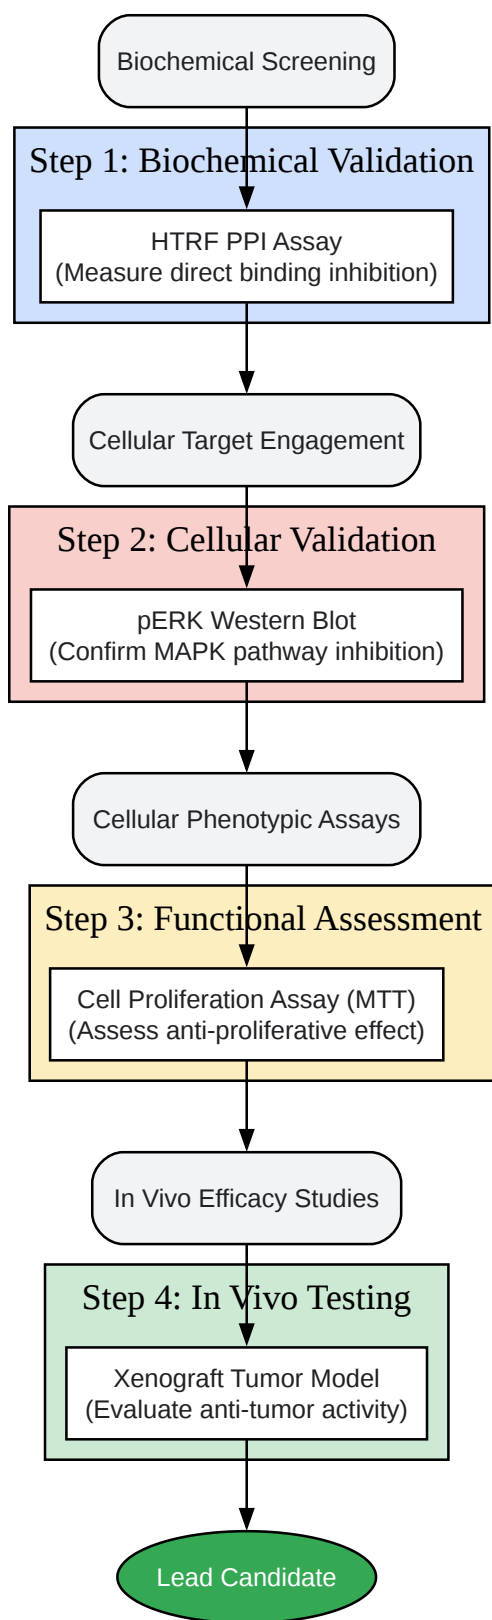 Biochemical Screening
Step 1: Biochemical Validation
HTRF PPI Assay
(Measure direct binding inhibition)
Cellular Target Engagement
Step 2: Cellular Validation
pERK Western Blot
(Confirm MAPK pathway inhibition)
Cellular Phenotypic Assays
Step 3: Functional Assessment
Cell Proliferation Assay (MTT)
(Assess anti-proliferative effect)
In Vivo Efficacy Studies
Step 4: In Vivo Testing
Xenograft Tumor Model
(Evaluate anti-tumor activity)
Lead Candidate